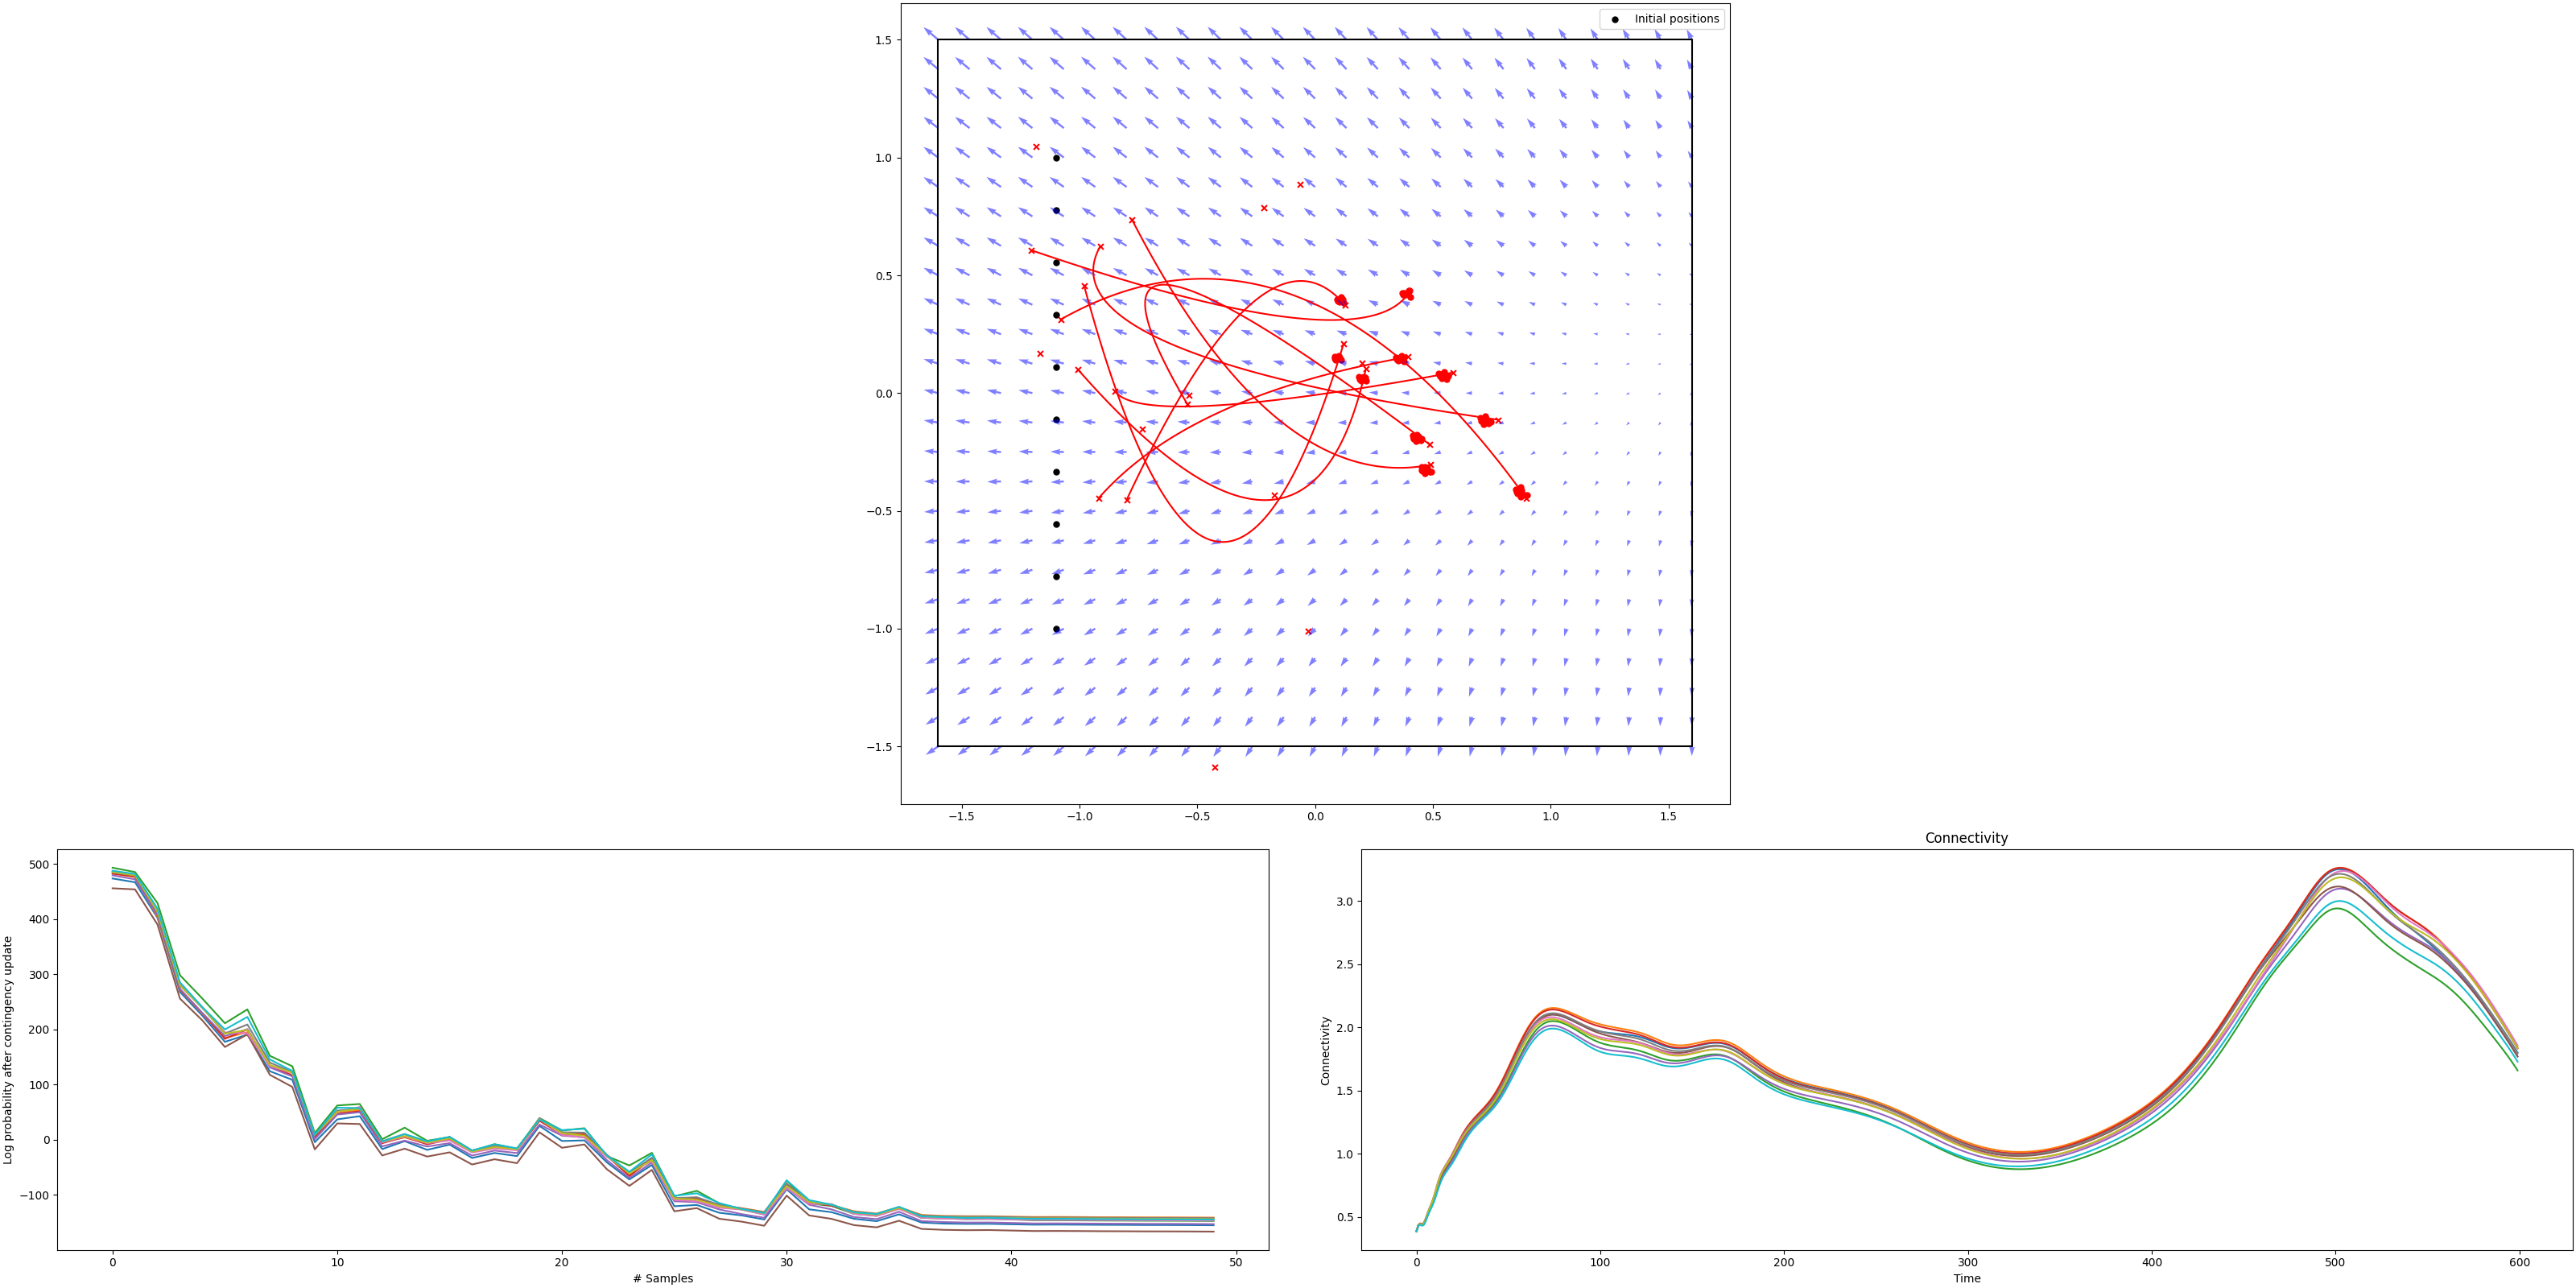 Initial positions
1.5
1.0
0.5
0.0
−0.5
−1.0
−1.5
−1.5 −1.0 −0.5 0.0 0.5 1.0 1.5
Log probability after contingency update
500
400
300
200
100
0
−100
0 10 20 30 40 50
# Samples
Connectivity
Connectivity
3.0
2.5
2.0
1.5
1.0
0.5
0 100 200 300 400 500 600
Time